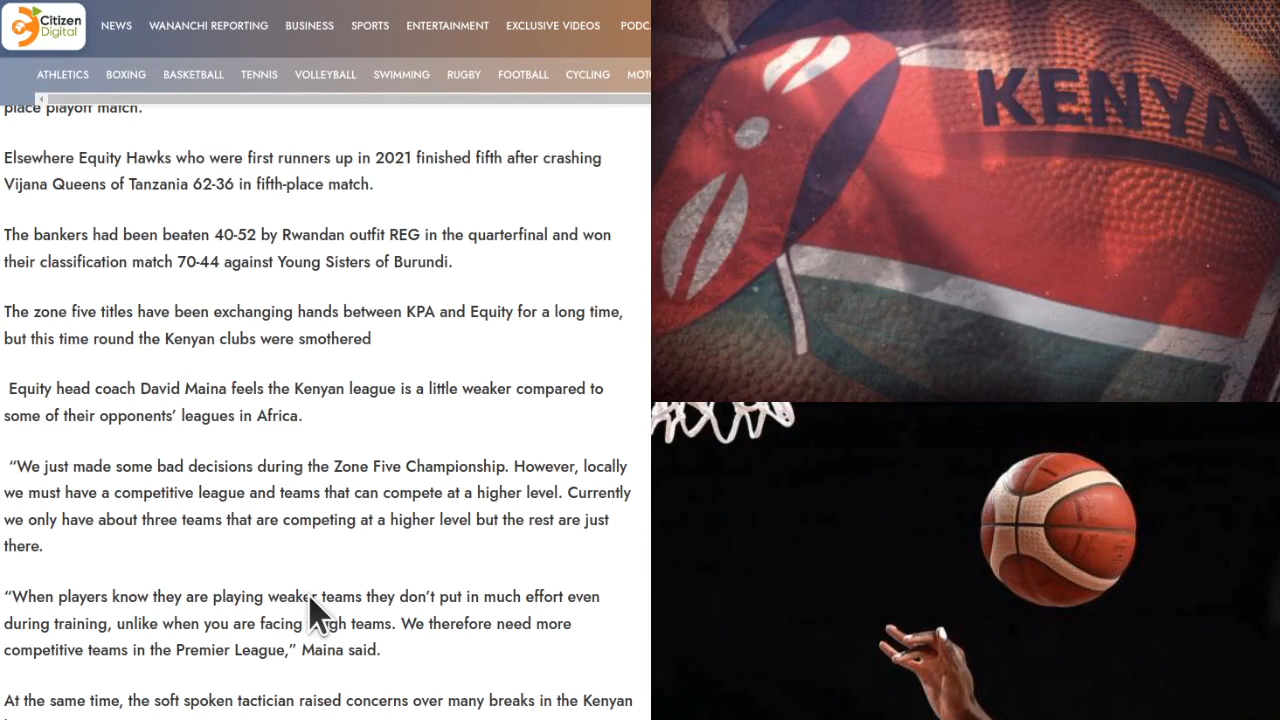 Citizen
Digital
NEWS WANANCHI REPORTING BUSINESS SPORTS ENTERTAINMENT EXCLUSIVE VIDEOS
ATHLETICS BOXING BASKETBALL TENNIS VOLLEYBALL SWIMMING RUGBY FOOTBALL CYCLING
place playoff match.
Elsewhere Equity Hawks who were first runners up in 2021 finished fifth after crashing
Vijana Queens of Tanzania 62-36 in fifth-place match.
The bankers had been beaten 40-52 by Rwandan outfit REG in the quarterfinal and won
their classification match 70-44 against Young Sisters of Burundi.
The zone five titles have been exchanging hands between KPA and Equity for a long time,
but this time round the Kenyan clubs were smothered
Equity head coach David Maina feels the Kenyan league is a little weaker compared to
some of their opponents’ leagues in Africa.
“We just made some bad decisions during the Zone Five Championship. However, locally
we must have a competitive league and teams that can compete at a higher level. Currently
we only have about three teams that are competing at a higher level but the rest are just
there.
“When players know they are playing weaker teams they don’t put in much effort even
during training, unlike when you are facing teams. We therefore need more
competitive teams in the Premier League,” Maina said.
At the same time, the soft spoken tactician raised concerns over many breaks in the Kenyan
KENYA